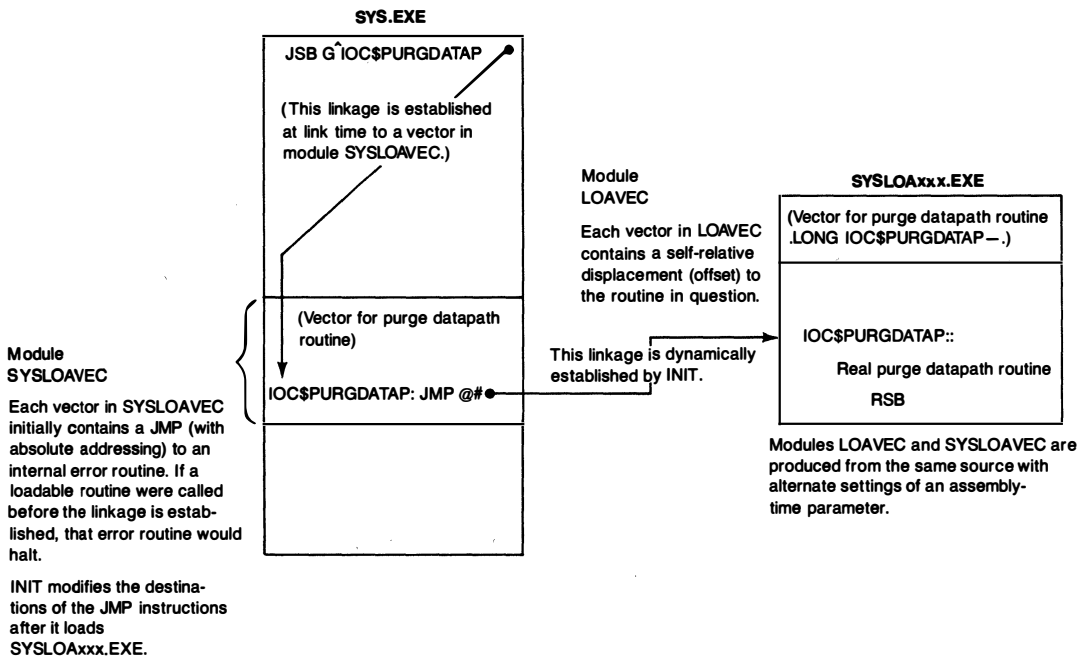 SYS.EXE
JSB G^IOC$PURGDATAP
(This linkage is established
at link time to a vector in
module SYSLOAVEC.)
(Vector for purge datapath
routine)
IOC$PURGDATAP: JMP @#
Module
SYSLOAVEC
Each vector in SYSLOAVEC
initially contains a JMP (with
absolute addressing) to an
internal error routine. If a
loadable routine were called
before the linkage is estab-
lished, that error routine would
halt.
INIT modifies the destina-
tions of the JMP instructions
after it loads
SYSLOAxxx.EXE.
Module
LOAVEC
Each vector in LOAVEC
contains a self-relative
displacement (offset) to
the routine in question.
This linkage is dynamically
established by INIT.
SYSLOAxxx.EXE
(Vector for purge datapath routine
.LONG IOC$PURGDATAP—.)
IOC$PURGDATAP::
Real purge datapath routine
RSB
Modules LOAVEC and SYSLOAVEC are
produced from the same source with
alternate settings of an assembly-
time parameter.